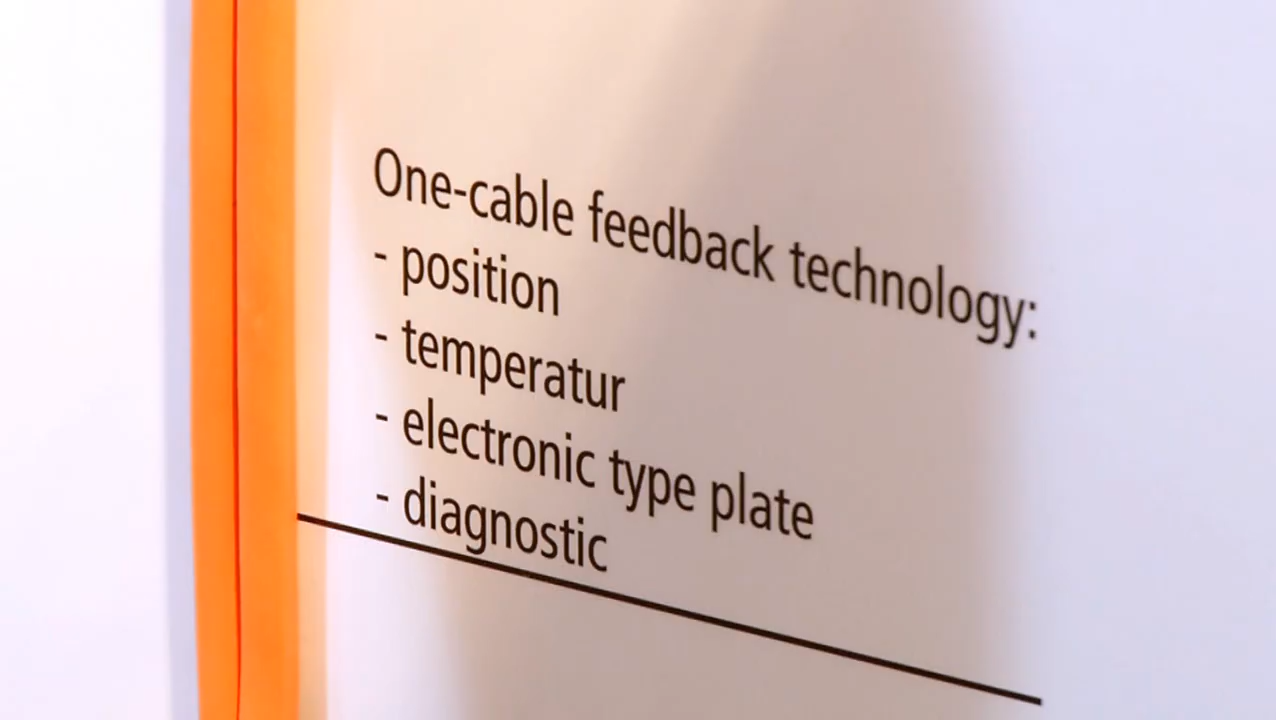 One-cable feedback technology:
- position
- temperatur
- electronic type plate
- diagnostic